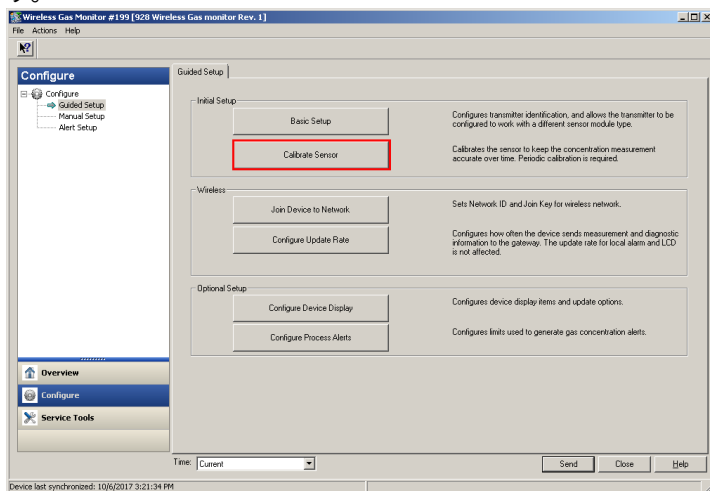 Wireless Gas Monitor #199 [928 Wireless Gas monitor Rev. 1]
File Actions Help
Configure
Configure
Guided Setup
Manual Setup
Alert Setup
Overview
Configure
Service Tools
Guided Setup
Initial Setup
Basic Setup
Configures transmitter identification, and allows the transmitter to be
configured to work with a different sensor module type.
Calibrate Sensor
Calibrates the sensor to keep the concentration measurement
accurate over time. Periodic calibration is required.
Wireless
Join Device to Network
Sets Network ID and Join Key for wireless network.
Configure Update Rate
Configures how often the device sends measurement and diagnostic
information to the gateway. The update rate for local alarm and LCD
is not affected.
Optional Setup
Configure Device Display
Configures device display items and update options.
Configure Process Alerts
Configures limits used to generate gas concentration alerts.
Time: Current
Send Close Help
Device last synchronized: 10/6/2017 3:21:34 PM